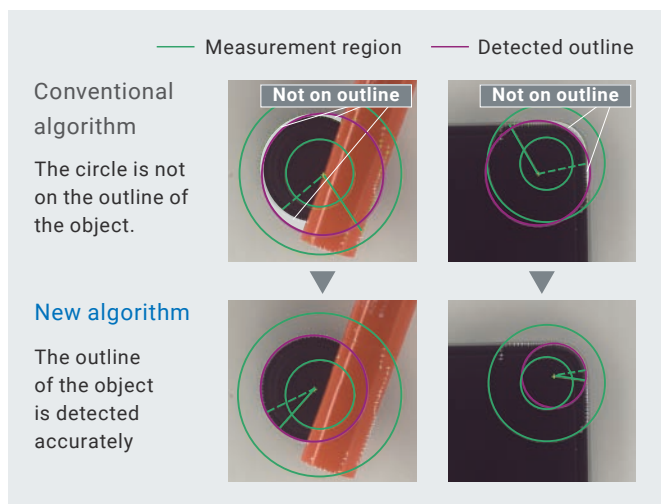 Measurement region
Detected outline
Conventional
algorithm
The circle is not
on the outline of
the object.
Not on outline
Not on outline
New algorithm
The outline
of the object
is detected
accurately